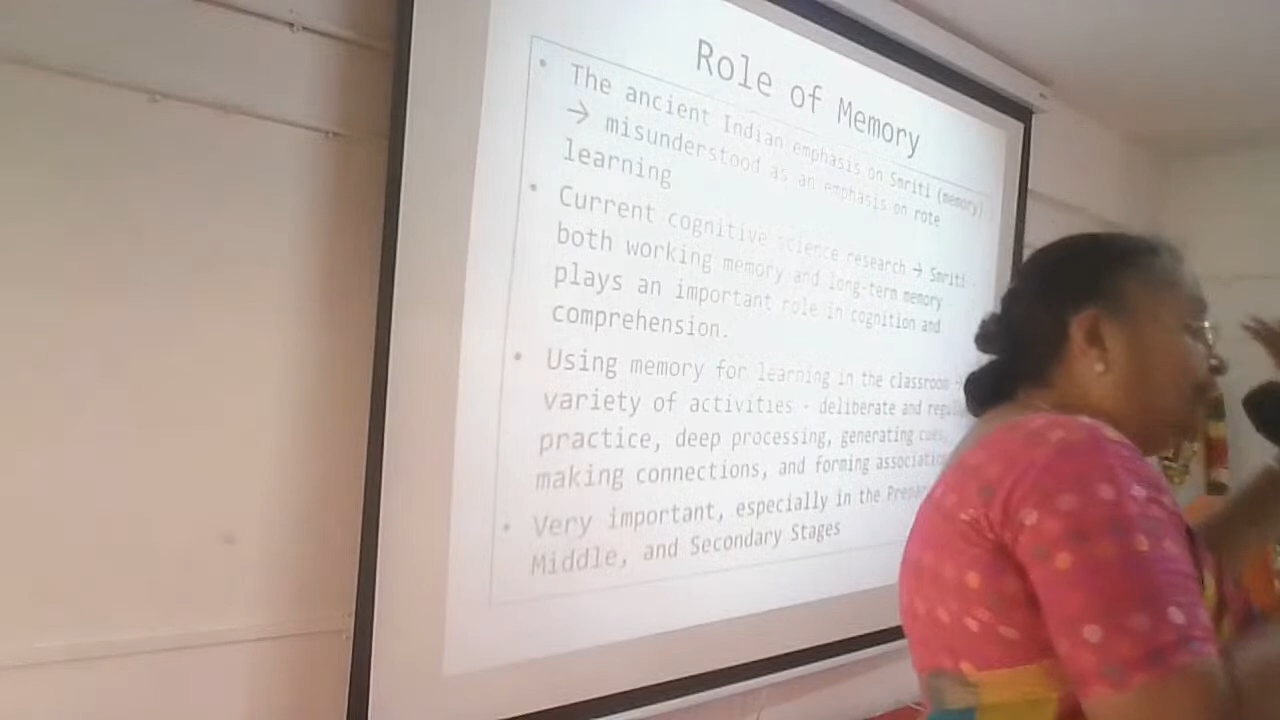 Role of Memory
• The ancient Indian emphasis on Smriti (memory)
→ misunderstood as an emphasis on rote
learning
• Current cognitive science research → Smriti -
both working memory and long-term memory
plays an important role in cognition and
comprehension.
• Using memory for learning in the classroom →
variety of activities - deliberate and
practice, deep processing, generating cues,
making connections, and forming
• Very important, especially in the
Middle, and Secondary Stages